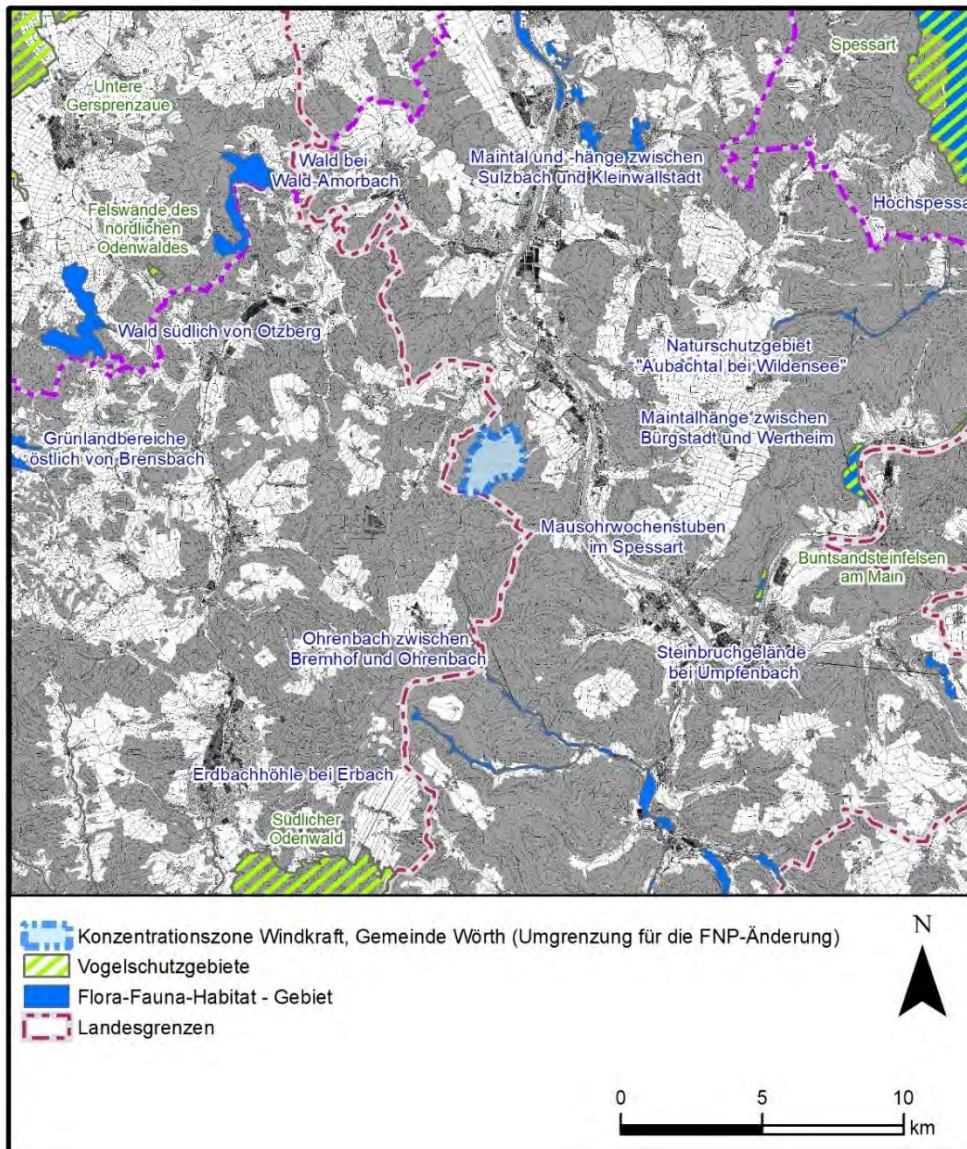 Spessart
Untere
Gersprenzaue
Wald bei
Wald-Amorbach
Maintal und -hänge zwischen
Sulzbach und Kleinwallstadt
Hochspessa
Felswände des
nördlichen
Odenwaldes
Wald südlich von Otzberg
Naturschutzgebiet
"Aubachtal bei Wildensee"
Maintalhänge zwischen
Bürgstadt und Wertheim
Grünlandbereiche
östlich von Brensbach
Mausohrwochenstuben
im Spessart
Buntsandsteinfelsen
am Main
Ohrenbach zwischen
Bremhof und Ohrenbach
Steinbruchgelände
bei Umpfenbach
Erdbachhöhle bei Erbach
Südlicher
Odenwald
Konzentrationszone Windkraft, Gemeinde Wörth (Umgrenzung für die FNP-Änderung)
Vogelschutzgebiete
Flora-Fauna-Habitat - Gebiet
Landesgrenzen
N
0 5 10
km